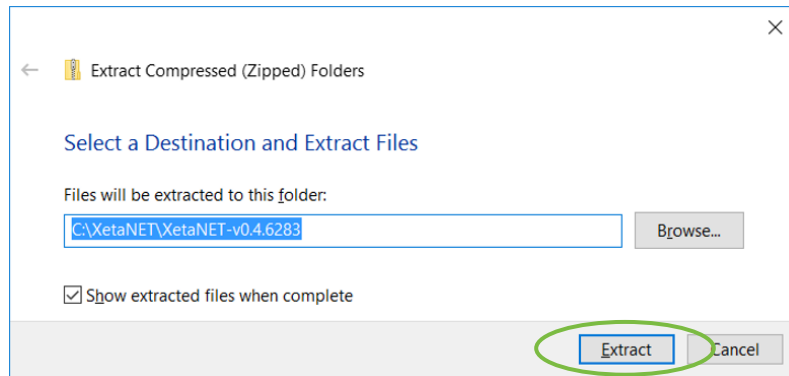 Extract Compressed (Zipped) Folders
Select a Destination and Extract Files
Files will be extracted to this folder:
C:\XetaNET\XetaNET-v0.4.6283
Browse...
Show extracted files when complete
Extract Cancel